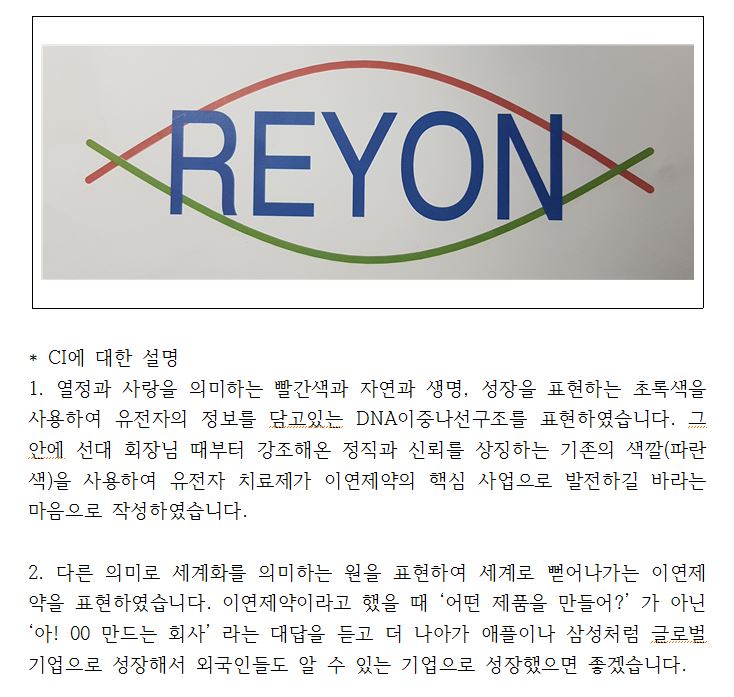 REYON
* CI에 대한 설명
1. 열정과 사랑을 의미하는 빨간색과 자연과 생명, 성장을 표현하는 초록색을
사용하여 유전자의 정보를 담고있는 DNA이중나선구조를 표현하였습니다. 그
안에 선대 회장님 때부터 강조해온 정직과 신뢰를 상징하는 기존의 색깔(파란
색)을 사용하여 유전자 치료제가 이연제약의 핵심 사업으로 발전하길 바라는
마음으로 작성하였습니다.
2. 다른 의미로 세계화를 의미하는 원을 표현하여 세계로 뻗어나가는 이연제
약을 표현하였습니다. 이연제약이라고 했을 때 ‘어떤 제품을 만들어?’ 가 아닌
‘아! 00 만드는 회사’ 라는 대답을 듣고 더 나아가 애플이나 삼성처럼 글로벌
기업으로 성장해서 외국인들도 알 수 있는 기업으로 성장했으면 좋겠습니다.